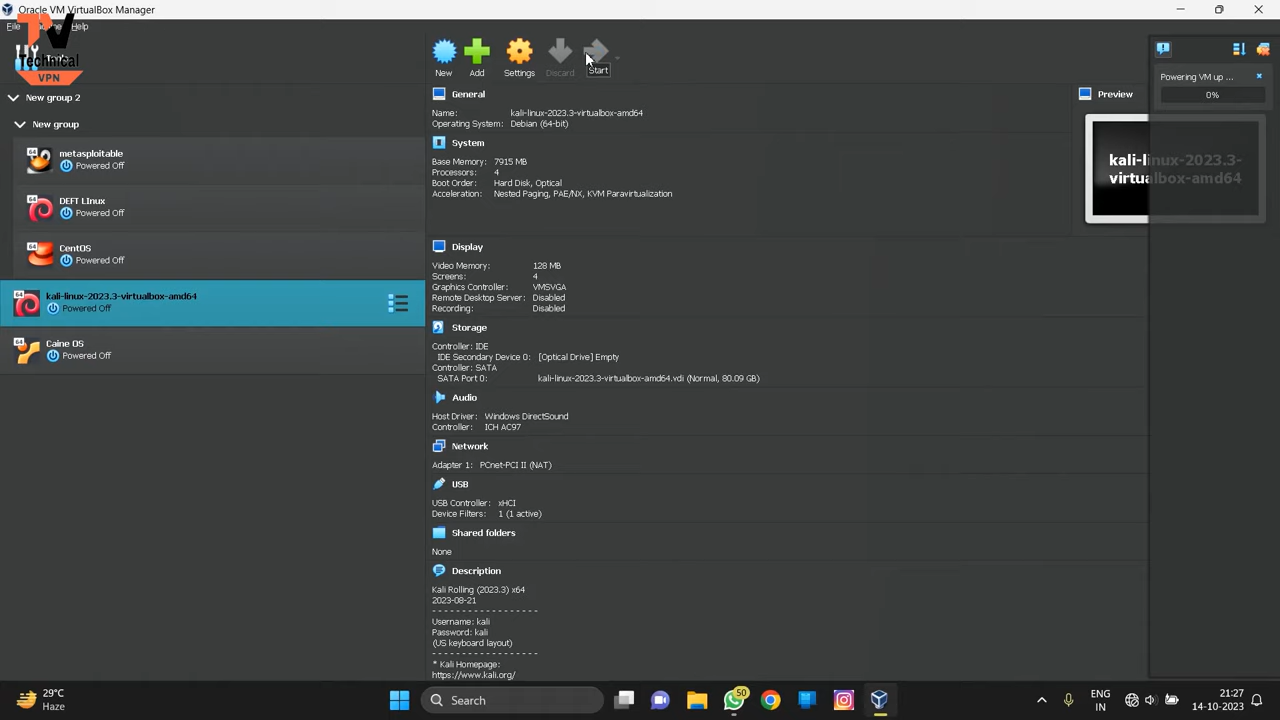 Oracle VM VirtualBox Manager
File
Help
TV
Technical
VPN
New
Add
Settings
Discard
Start
Start
Powering VM up ...
0%
New group 2
New group
metasploitable
Powered Off
DEFT LInux
Powered Off
CentOS
Powered Off
kali-linux-2023.3-virtualbox-amd64
Powered Off
Caine OS
Powered Off
General
Name: kali-linux-2023.3-virtualbox-amd64
Operating System: Debian (64-bit)
System
Base Memory: 7915 MB
Processors: 4
Boot Order: Hard Disk, Optical
Acceleration: Nested Paging, PAE/NX, KVM Paravirtualization
Preview
kali-linux-2023.3-
virtualbox-amd64
Display
Video Memory: 128 MB
Screens: 4
Graphics Controller: VMSVGA
Remote Desktop Server: Disabled
Recording: Disabled
Storage
Controller: IDE
IDE Secondary Device 0: [Optical Drive] Empty
Controller: SATA
SATA Port 0: kali-linux-2023.3-virtualbox-amd64.vdi (Normal, 80.09 GB)
Audio
Host Driver: Windows DirectSound
Controller: ICH AC97
Network
Adapter 1: PCnet-PCI II (NAT)
USB
USB Controller: xHCI
Device Filters: 1 (1 active)
Shared folders
None
Description
Kali Rolling (2023.3) x64
2023-08-21
- - - - - - - - - - - - - - - - - -
Username: kali
Password: kali
(US keyboard layout)
- - - - - - - - - - - - - - - - - -
* Kali Homepage:
https://www.kali.org/
29°C
Haze
Search
50
ENG
IN
21:27
14-10-2023